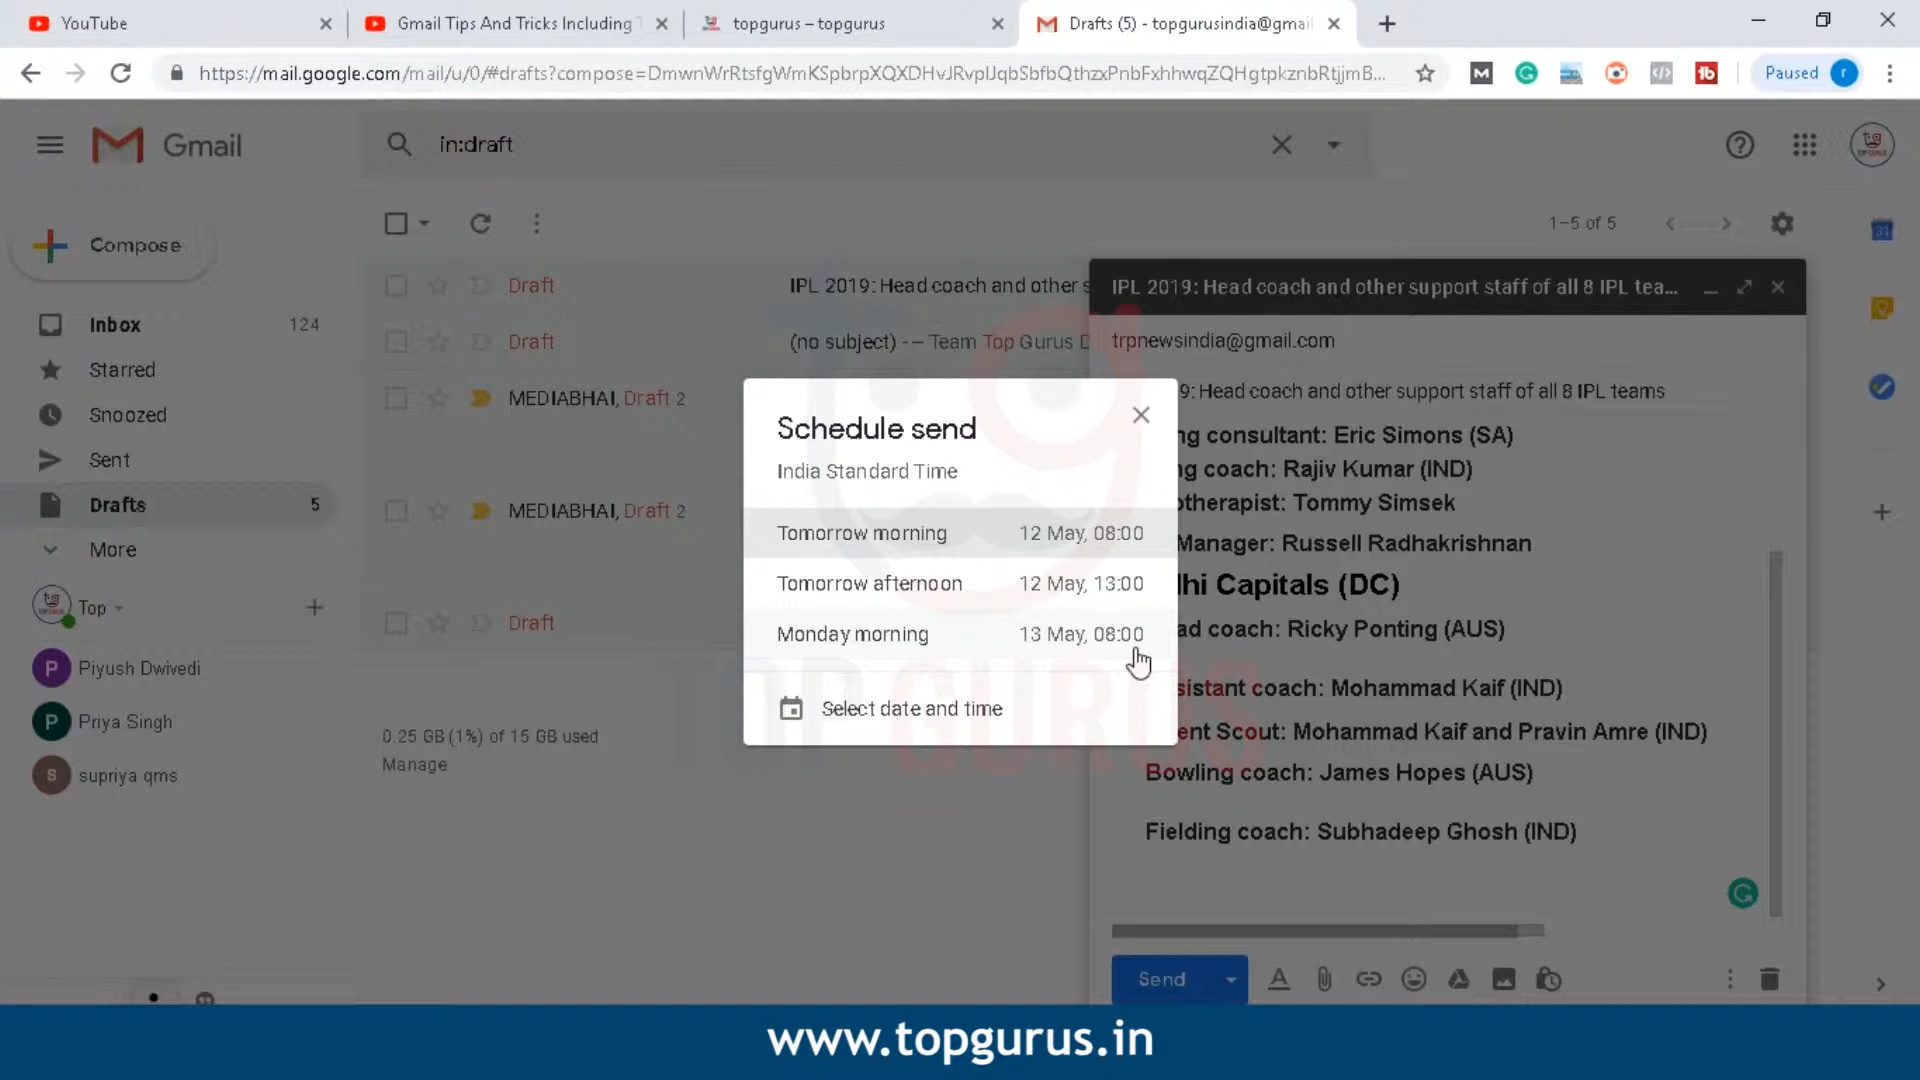 YouTube
Gmail Tips And Tricks Including
topgurus – topgurus
Drafts (5) - topgurusindia@gmail
https://mail.google.com/mail/u/0/#drafts?compose=DmwnWrRtsfgWmKSpbrpXQXDHvJRvplJqbSbfbQthzxPnbFxhhwqZQHgtpkznbRtjjmB...
Paused
r
Gmail
in:draft
Compose
1–5 of 5
Inbox 124
Starred
Snoozed
Sent
Drafts 5
More
Top
Piyush Dwivedi
Priya Singh
supriya qms
Draft IPL 2019: Head coach and other s
Draft (no subject) - – Team Top Gurus D
MEDIABHAI, Draft 2
MEDIABHAI, Draft 2
Draft
0.25 GB (1%) of 15 GB used
Manage
IPL 2019: Head coach and other support staff of all 8 IPL tea...
trpnewsindia@gmail.com
9: Head coach and other support staff of all 8 IPL teams
ng consultant: Eric Simons (SA)
ng coach: Rajiv Kumar (IND)
otherapist: Tommy Simsek
Manager: Russell Radhakrishnan
lhi Capitals (DC)
ad coach: Ricky Ponting (AUS)
sistant coach: Mohammad Kaif (IND)
ent Scout: Mohammad Kaif and Pravin Amre (IND)
Bowling coach: James Hopes (AUS)
Fielding coach: Subhadeep Ghosh (IND)
Send
Schedule send
India Standard Time
Tomorrow morning 12 May, 08:00
Tomorrow afternoon 12 May, 13:00
Monday morning 13 May, 08:00
Select date and time
TOP GURUS
www.topgurus.in